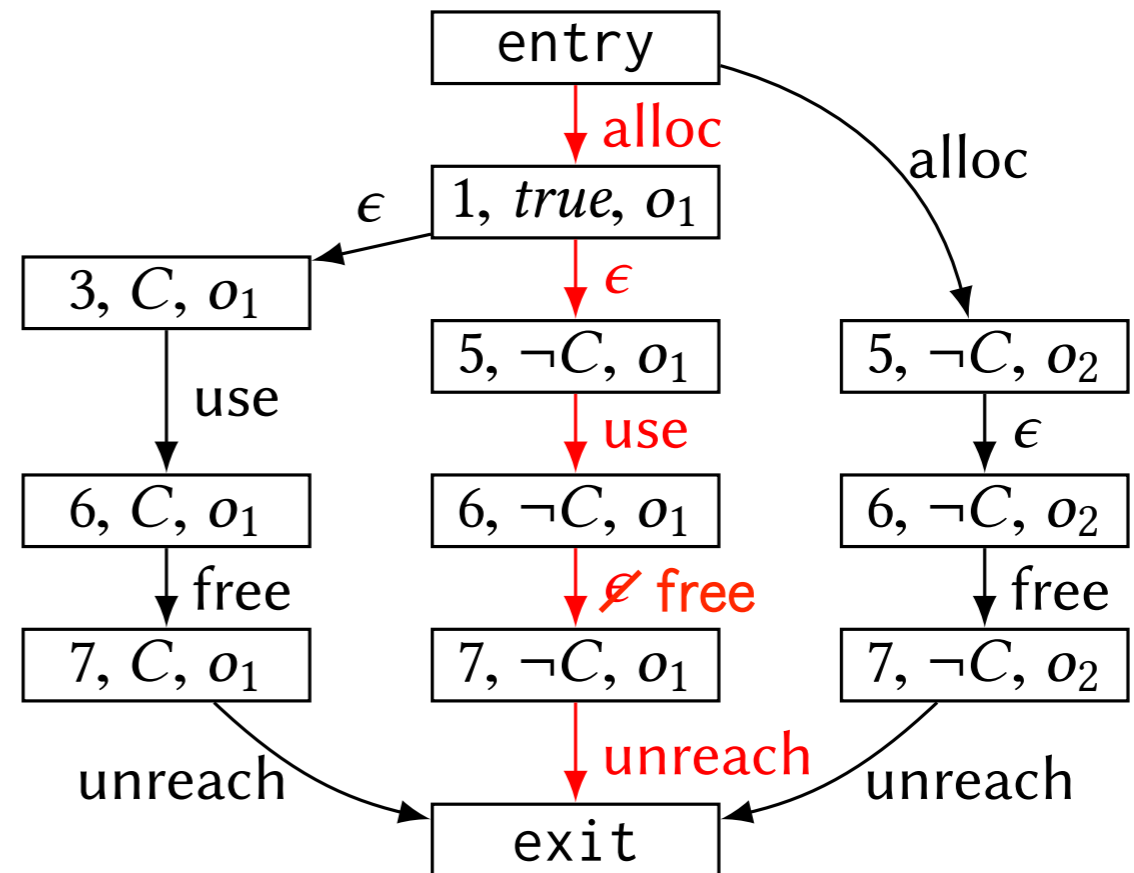 entry
alloc
alloc
1, true, o₁
ϵ
ϵ
3, C, o₁
5, ¬C, o₁
5, ¬C, o₂
use
use
ϵ
6, C, o₁
6, ¬C, o₁
6, ¬C, o₂
free
ϵ free
free
7, C, o₁
7, ¬C, o₁
7, ¬C, o₂
unreach
unreach
unreach
exit